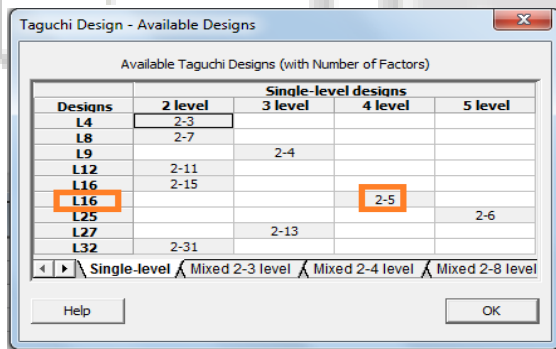 Taguchi Design - Available Designs
Available Taguchi Designs (with Number of Factors)
Single-level designs
Designs 2 level 3 level 4 level 5 level
L4 2-3
L8 2-7
L9 2-4
L12 2-11
L16 2-15
L16 2-5
L25 2-6
L27 2-13
L32 2-31
Single-level Mixed 2-3 level Mixed 2-4 level Mixed 2-8 level
Help OK